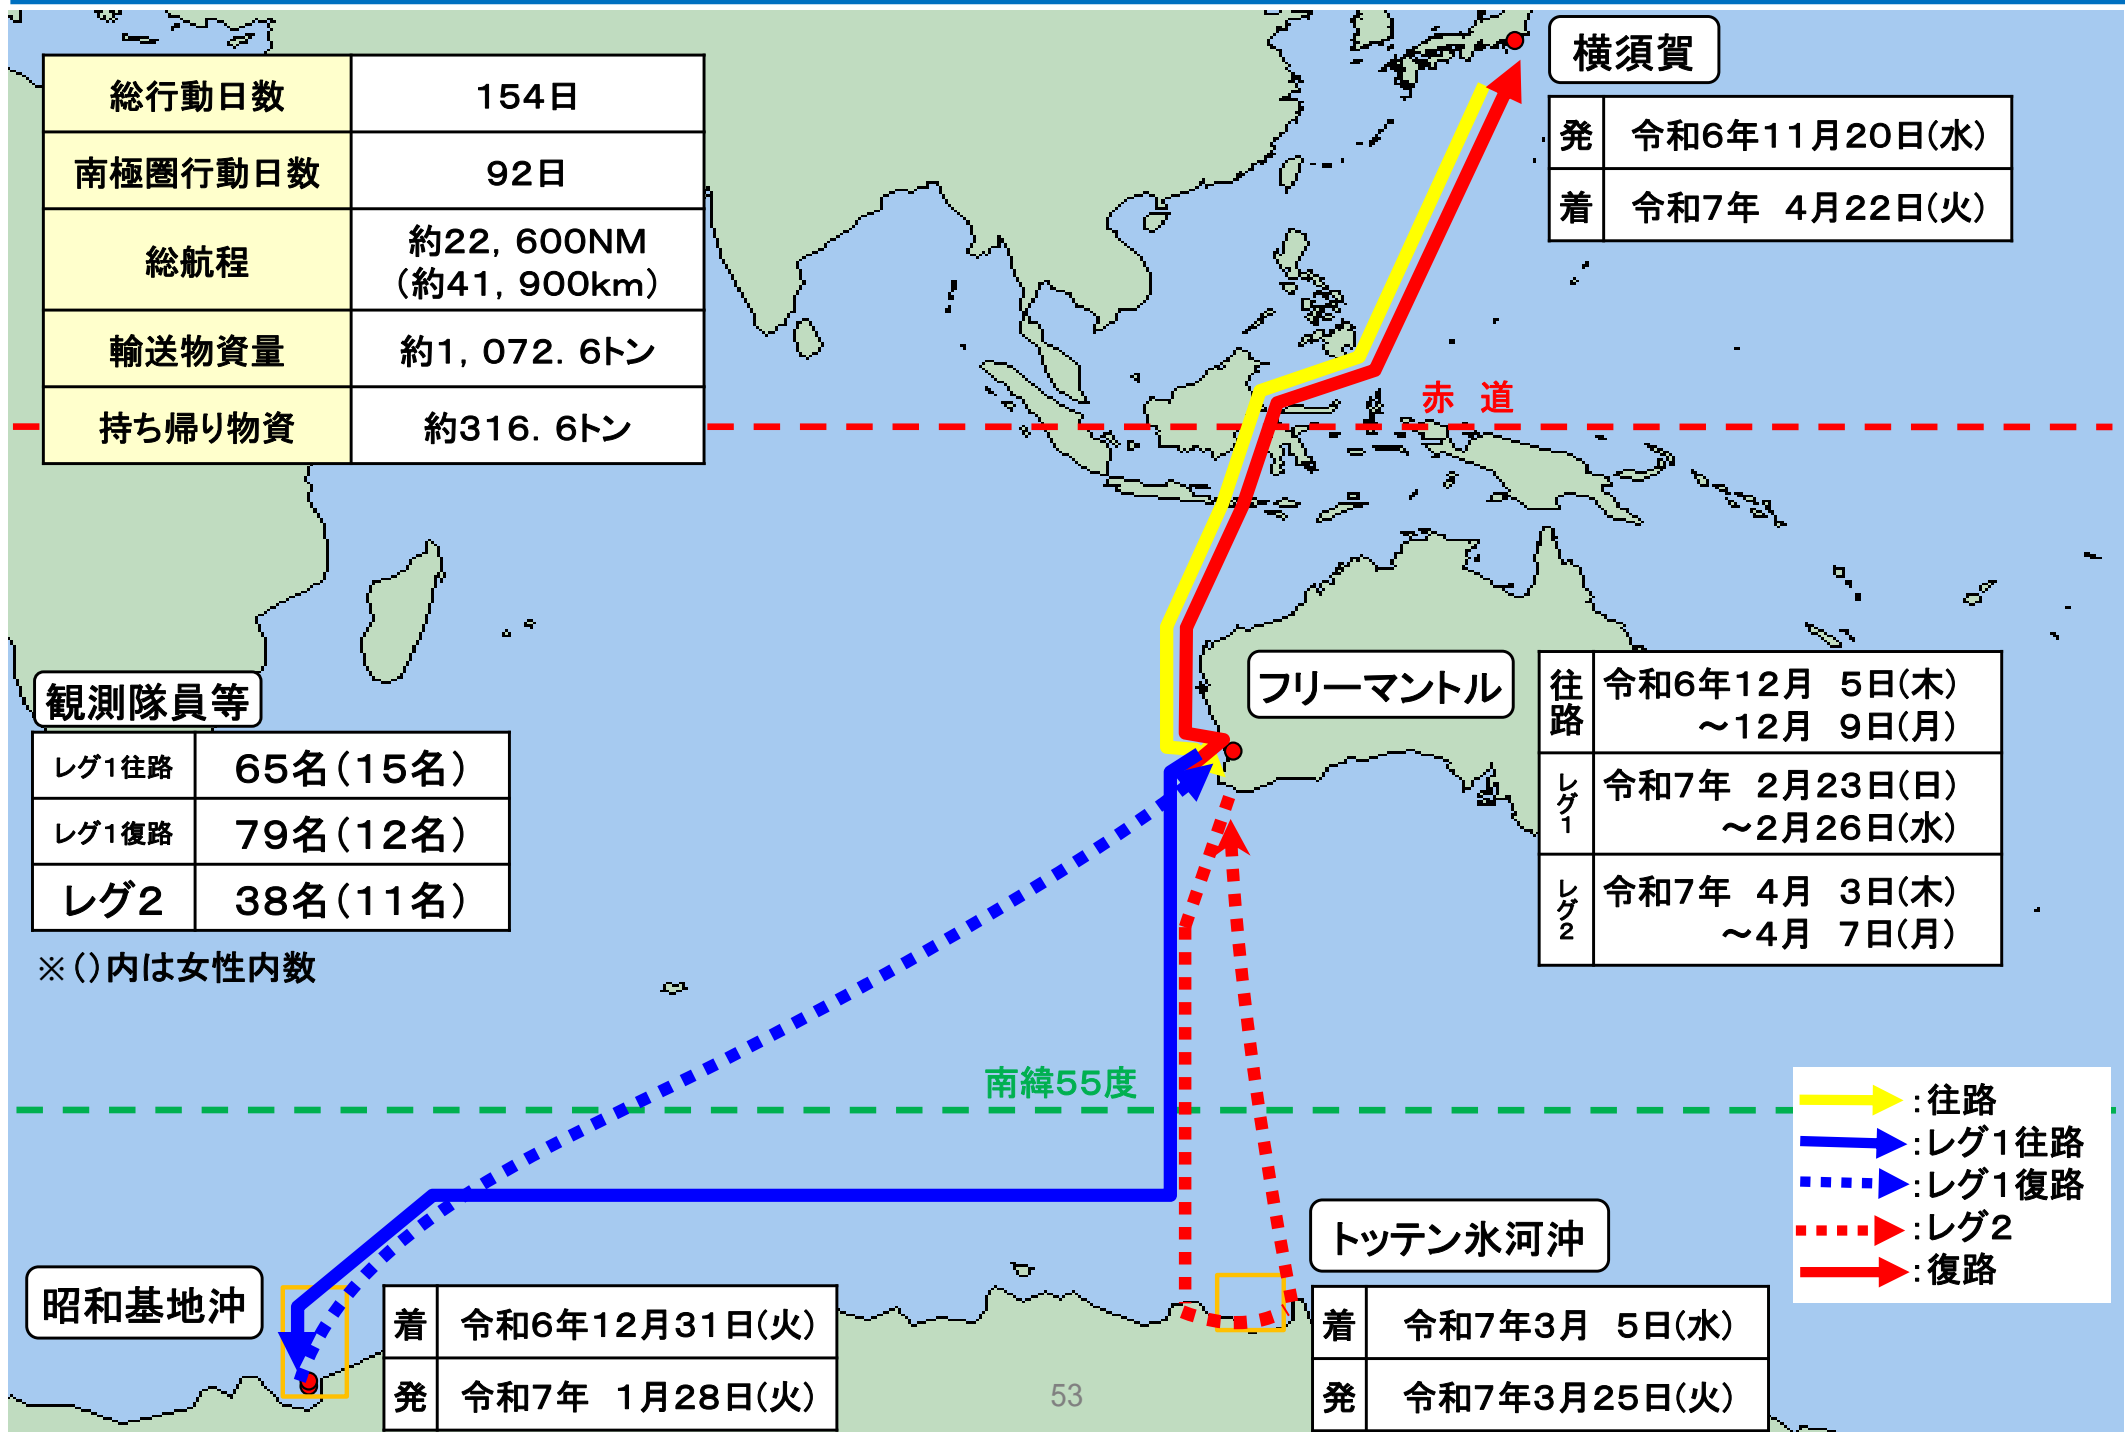 総行動日数 154日
南極圏行動日数 92日
総航程 約22，600NM
（約41，900km）
輸送物資量 約1，072．6トン
持ち帰り物資 約316．6トン
横須賀
発 令和6年11月20日(水)
着 令和7年 4月22日(火)
赤 道
観測隊員等
レグ1往路 65名（15名）
レグ1復路 79名（12名）
レグ2 38名（11名）
※（）内は女性内数
フリーマントル
往路 令和6年12月 5日(木)
～12月 9日(月)
レグ1 令和7年 2月23日(日)
～2月26日(水)
レグ2 令和7年 4月 3日(木)
～4月 7日(月)
南緯55度
：往路
：レグ1往路
：レグ1復路
：レグ2
：復路
昭和基地沖
着 令和6年12月31日(火)
発 令和7年 1月28日(火)
トッテン氷河沖
着 令和7年3月 5日(水)
発 令和7年3月25日(火)
53